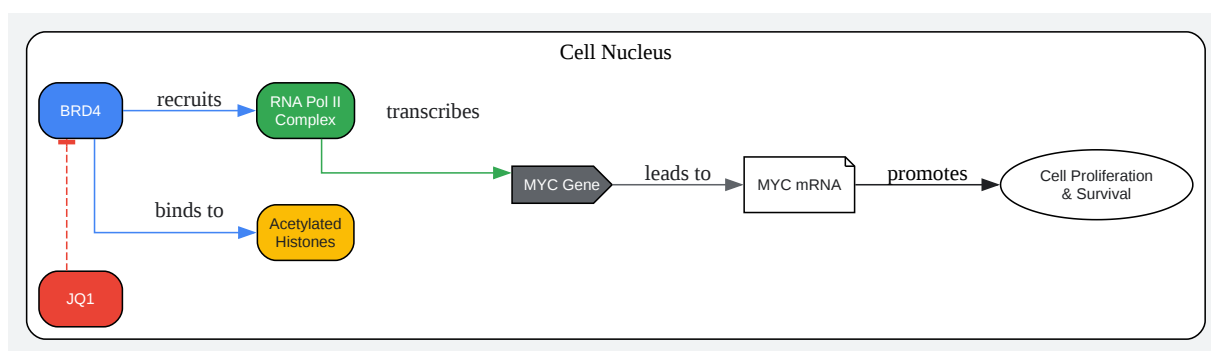 Cell Nucleus
BRD4
recruits
RNA Pol II
Complex
transcribes
MYC Gene
leads to
MYC mRNA
promotes
Cell Proliferation
& Survival
binds to
Acetylated
Histones
JQ1